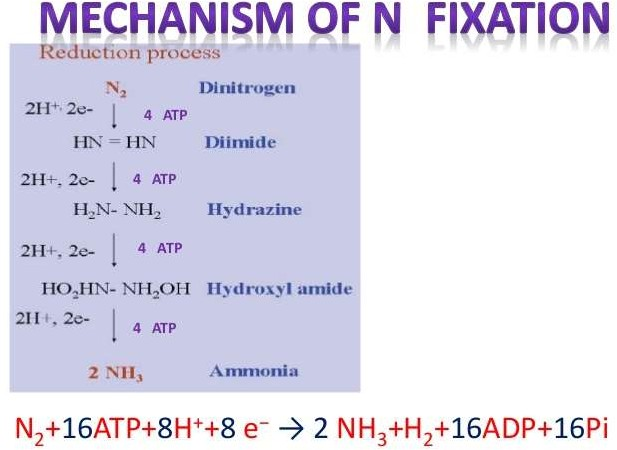 MECHANISM OF N FIXATION
Reduction process
N₂ Dinitrogen
2H+, 2e- 4 ATP
HN = HN Diimide
2H+, 2e- 4 ATP
H₂N- NH₂ Hydrazine
2H+, 2e- 4 ATP
HO₂HN- NH₂OH Hydroxyl amide
2H+, 2e- 4 ATP
2 NH₃ Ammonia
N₂+16ATP+8H⁺+8 e⁻ → 2 NH₃+H₂+16ADP+16Pi